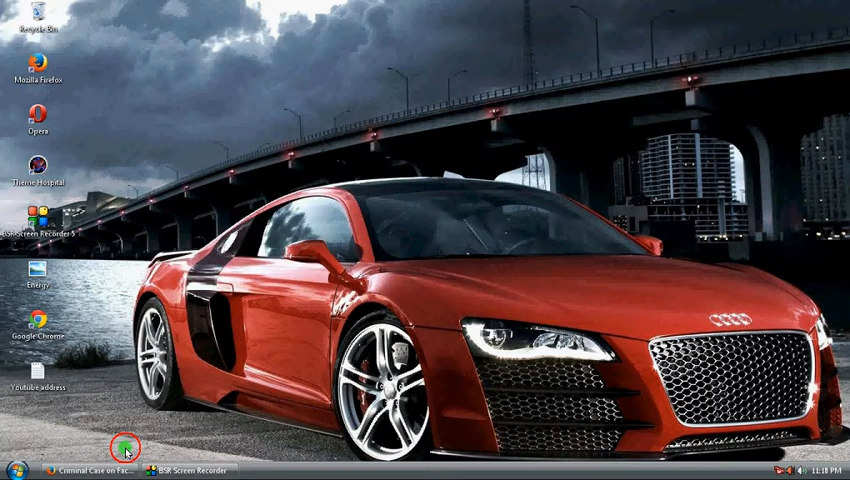 Recycle Bin
Mozilla Firefox
Opera
Theme Hospital
BSR Screen Recorder 5
Energy
Google Chrome
Youtube address
Criminal Case on Fac...
BSR Screen Recorder
11:18 PM